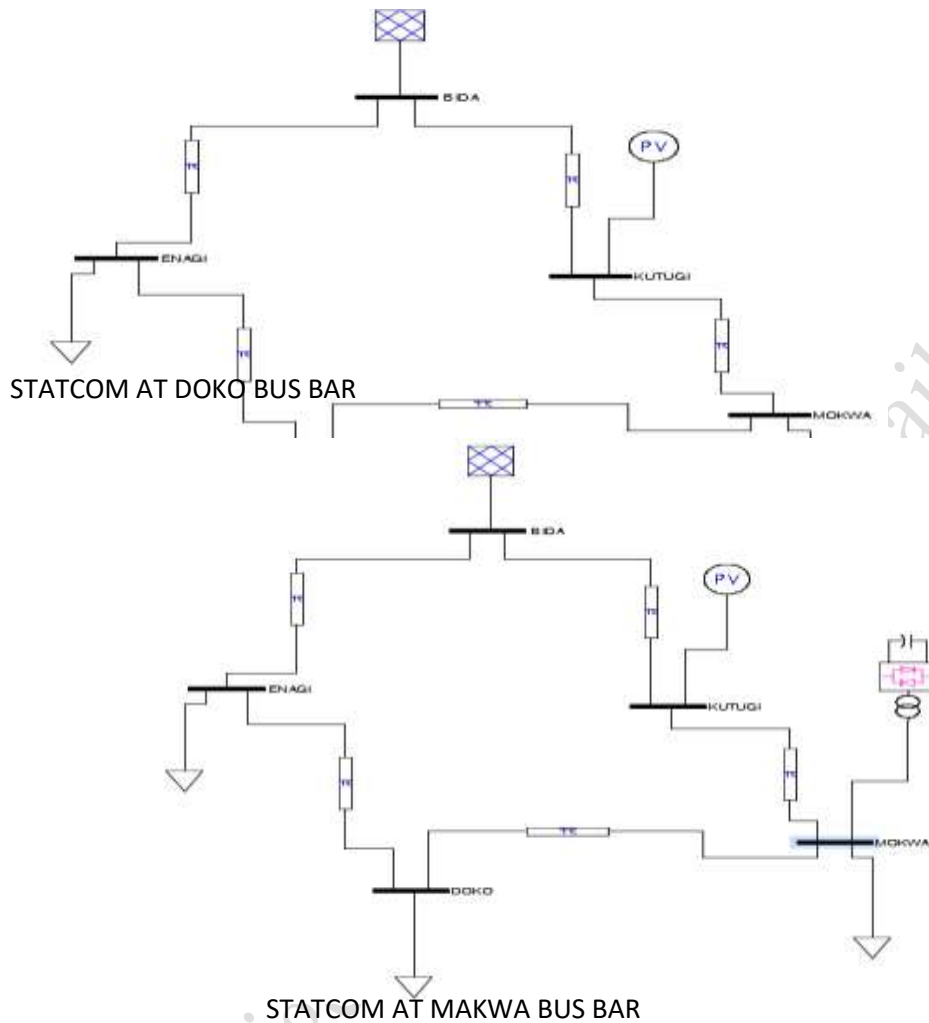 BIDA
PV
ENAGI
KUTUGI
STATCOM AT DOKO BUS BAR
MOKWA
BIDA
PV
ENAGI
KUTUGI
MOKWA
DOKO
STATCOM AT MAKWA BUS BAR